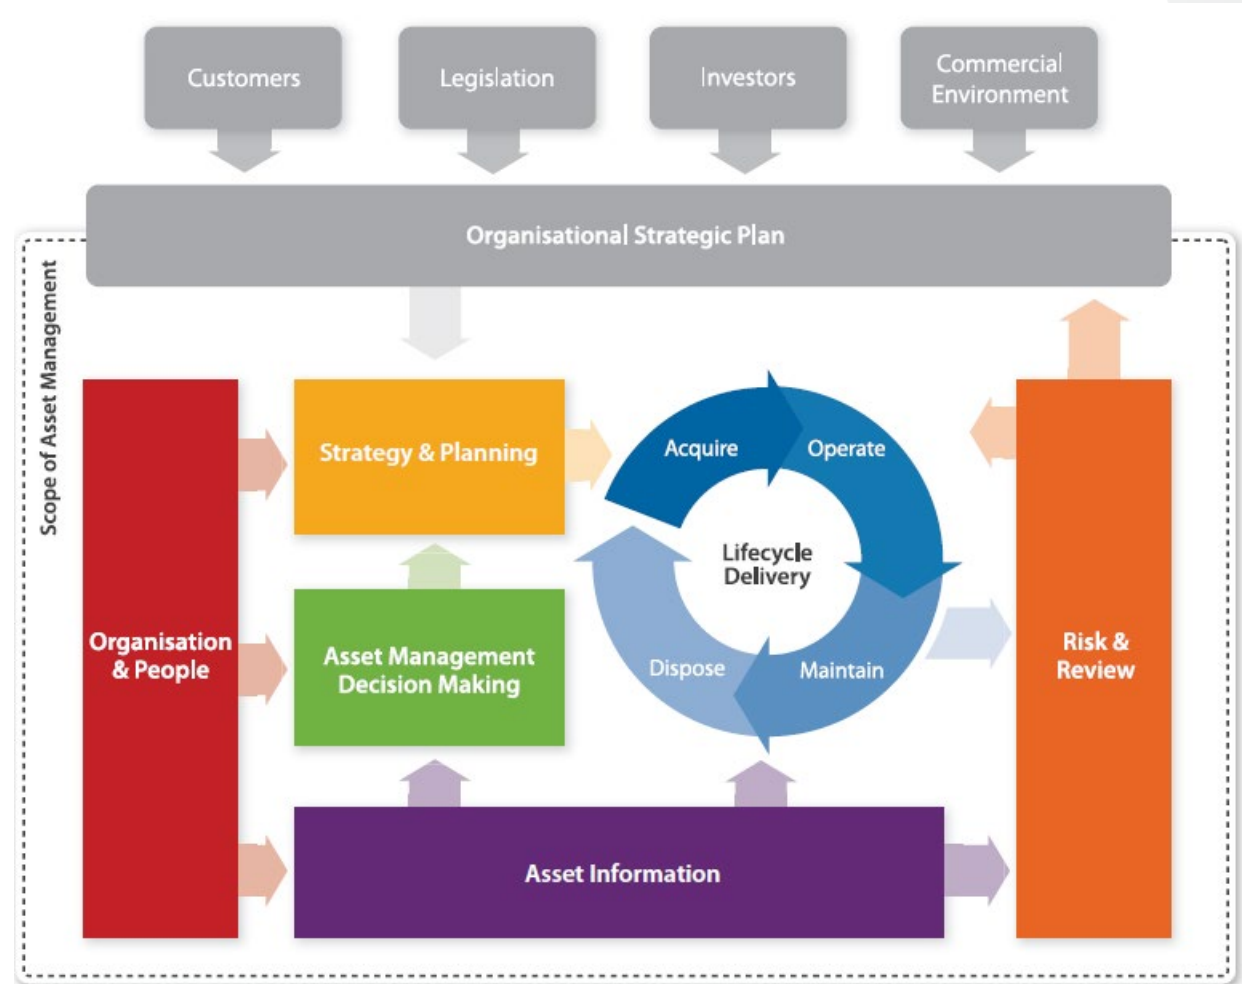 Customers
Legislation
Investors
Commercial
Environment
Organisational Strategic Plan
Scope of Asset Management
Strategy & Planning
Acquire
Operate
Lifecycle
Delivery
Organisation
& People
Asset Management
Decision Making
Dispose
Maintain
Risk &
Review
Asset Information